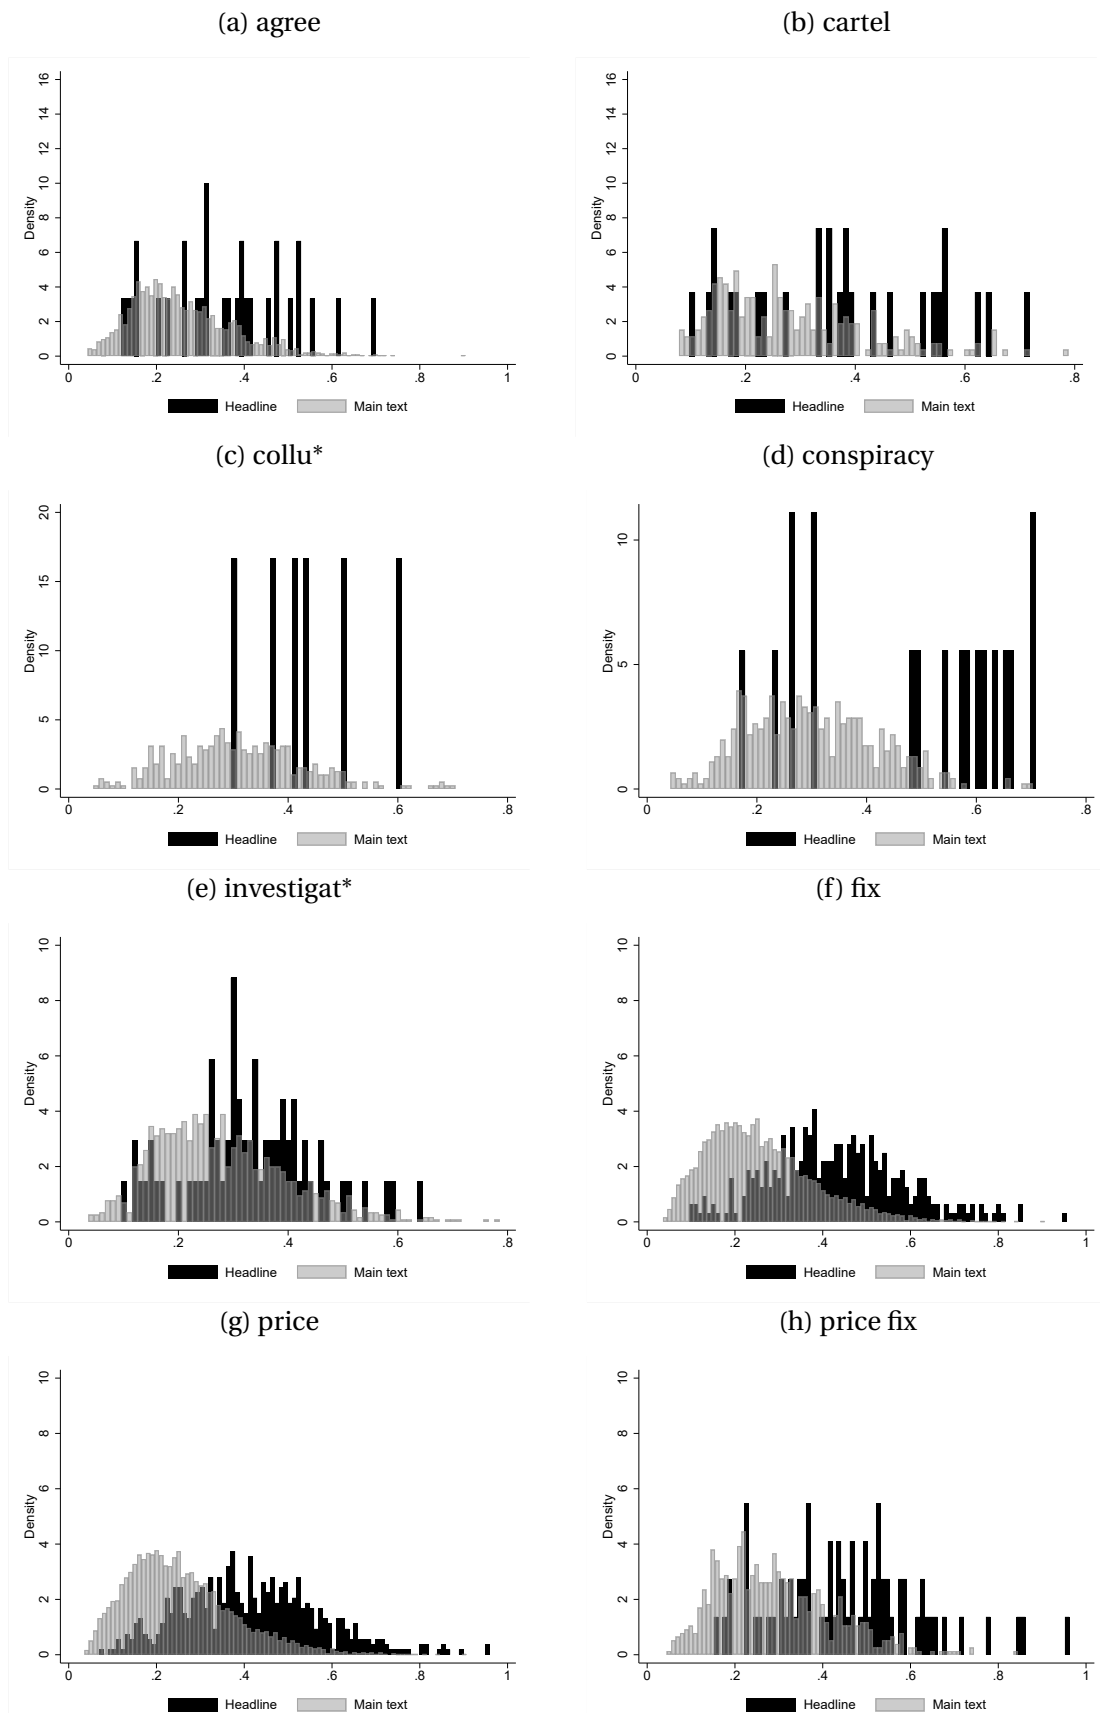 (a) agree
(b) cartel
16
14
12
10
8
6
4
2
0
Density
0 .2 .4 .6 .8 1
Headline Main text
16
14
12
10
8
6
4
2
0
Density
0 .2 .4 .6 .8
Headline Main text
(c) collu*
(d) conspiracy
20
15
10
5
0
Density
0 .2 .4 .6 .8
Headline Main text
10
5
0
Density
0 .2 .4 .6 .8
Headline Main text
(e) investigat*
(f) fix
10
8
6
4
2
0
Density
0 .2 .4 .6 .8
Headline Main text
10
8
6
4
2
0
Density
0 .2 .4 .6 .8 1
Headline Main text
(g) price
(h) price fix
10
8
6
4
2
0
Density
0 .2 .4 .6 .8 1
Headline Main text
10
8
6
4
2
0
Density
0 .2 .4 .6 .8 1
Headline Main text